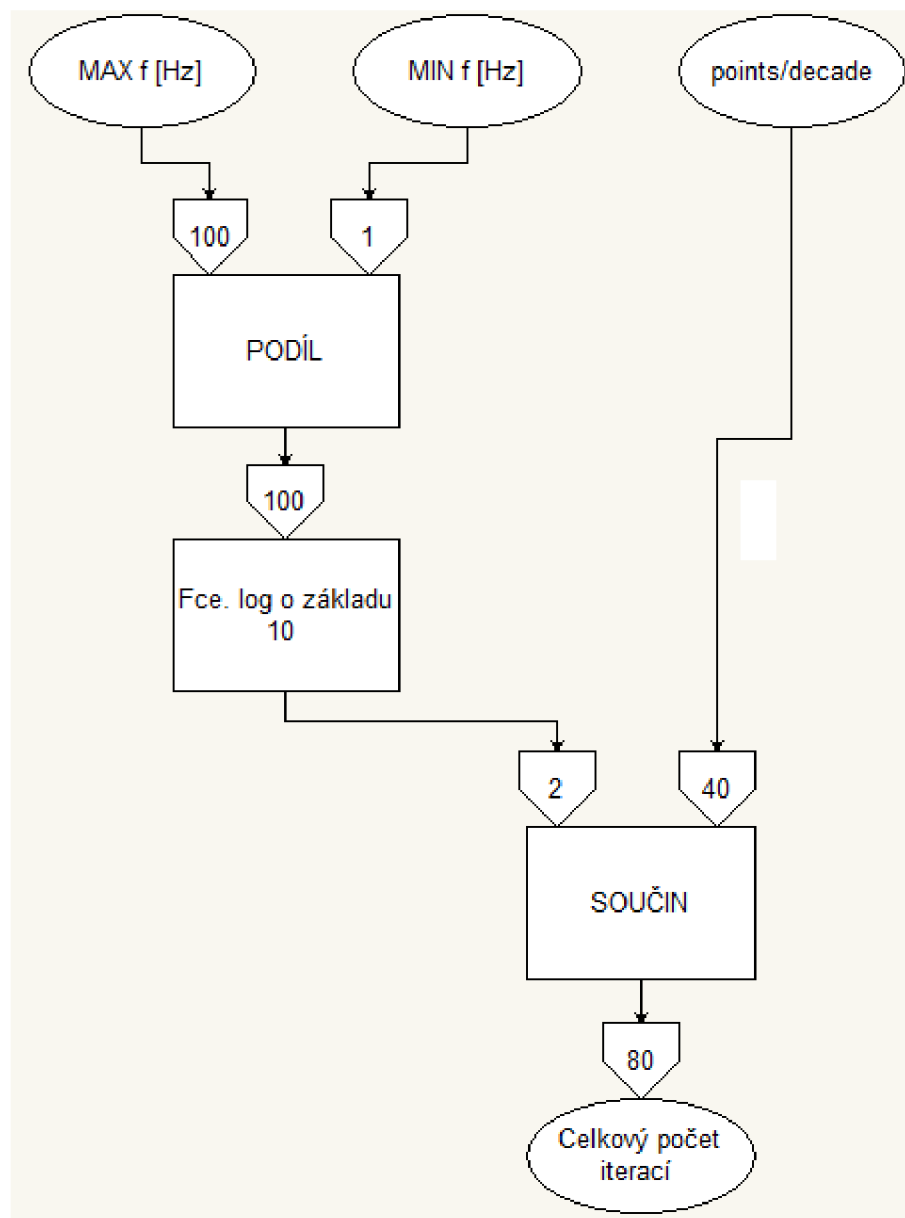 MAX f [Hz]
MIN f [Hz]
points/decade
100
1
PODÍL
100
Fce. log o základu
10
2
40
SOUČIN
80
Celkový počet
iterací